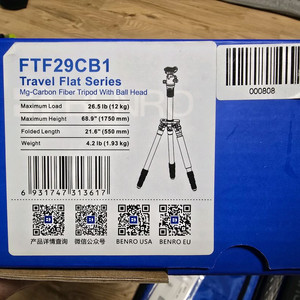 FTF29CB1
Travel Flat Series
Mg-Carbon Fiber Tripod With Ball Head
Maximum Load 26.5 lb (12 kg)
Maximum Height 68.9" (1750 mm)
Folded Length 21.6" (550 mm)
Weight 4.2 lb (1.93 kg)
BENRO
000808
6 931747 313617
产品详情查询 微信公众号 BENRO USA BENRO EU